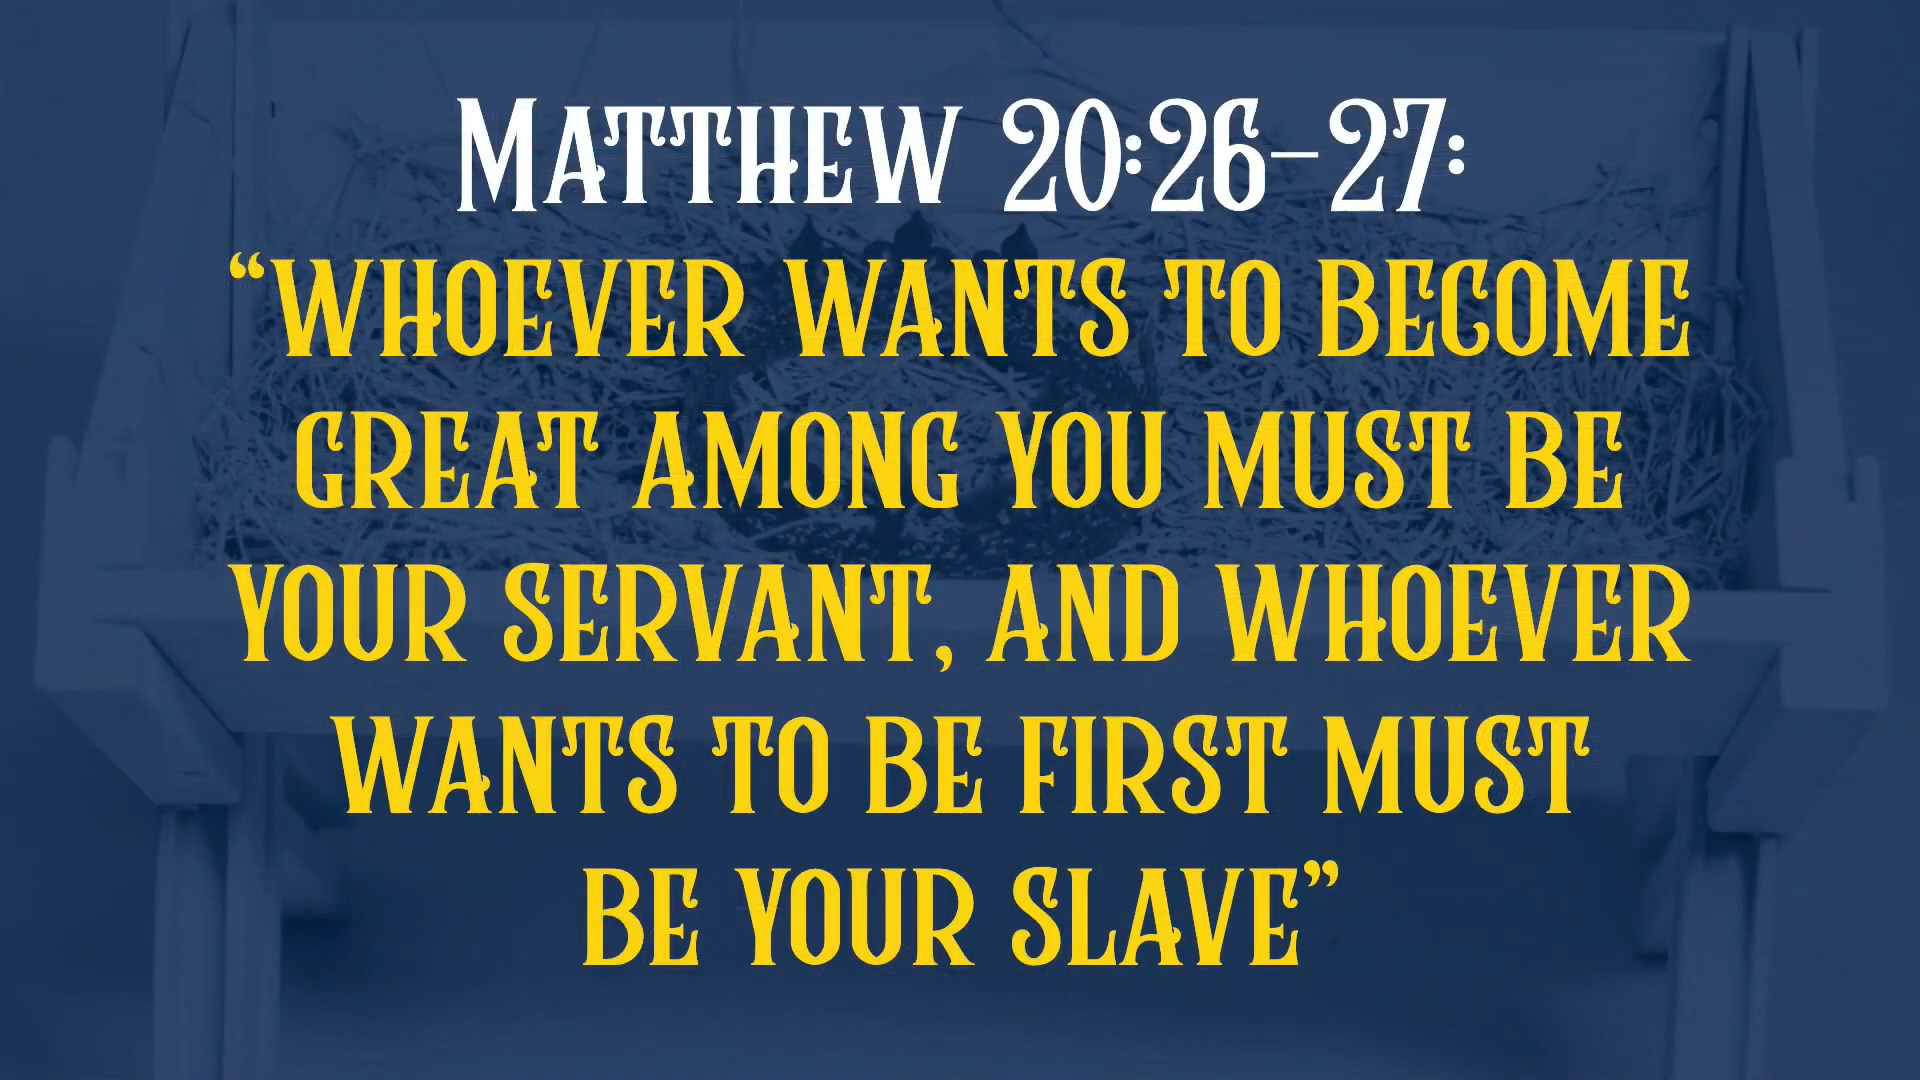 MATTHEW 20:26-27:
“WHOEVER WANTS TO BECOME
GREAT AMONG YOU MUST BE
YOUR SERVANT, AND WHOEVER
WANTS TO BE FIRST MUST
BE YOUR SLAVE”